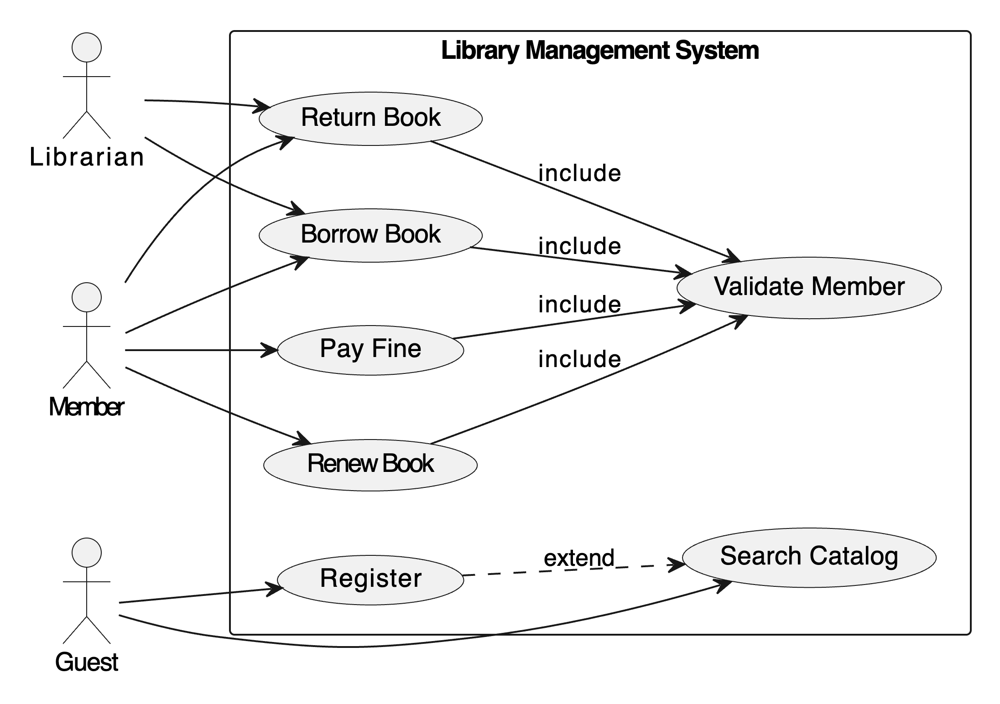 Library Management System
Librarian
Return Book
include
Borrow Book
include
Validate Member
include
Member
Pay Fine
include
Renew Book
Guest
Register
extend
Search Catalog